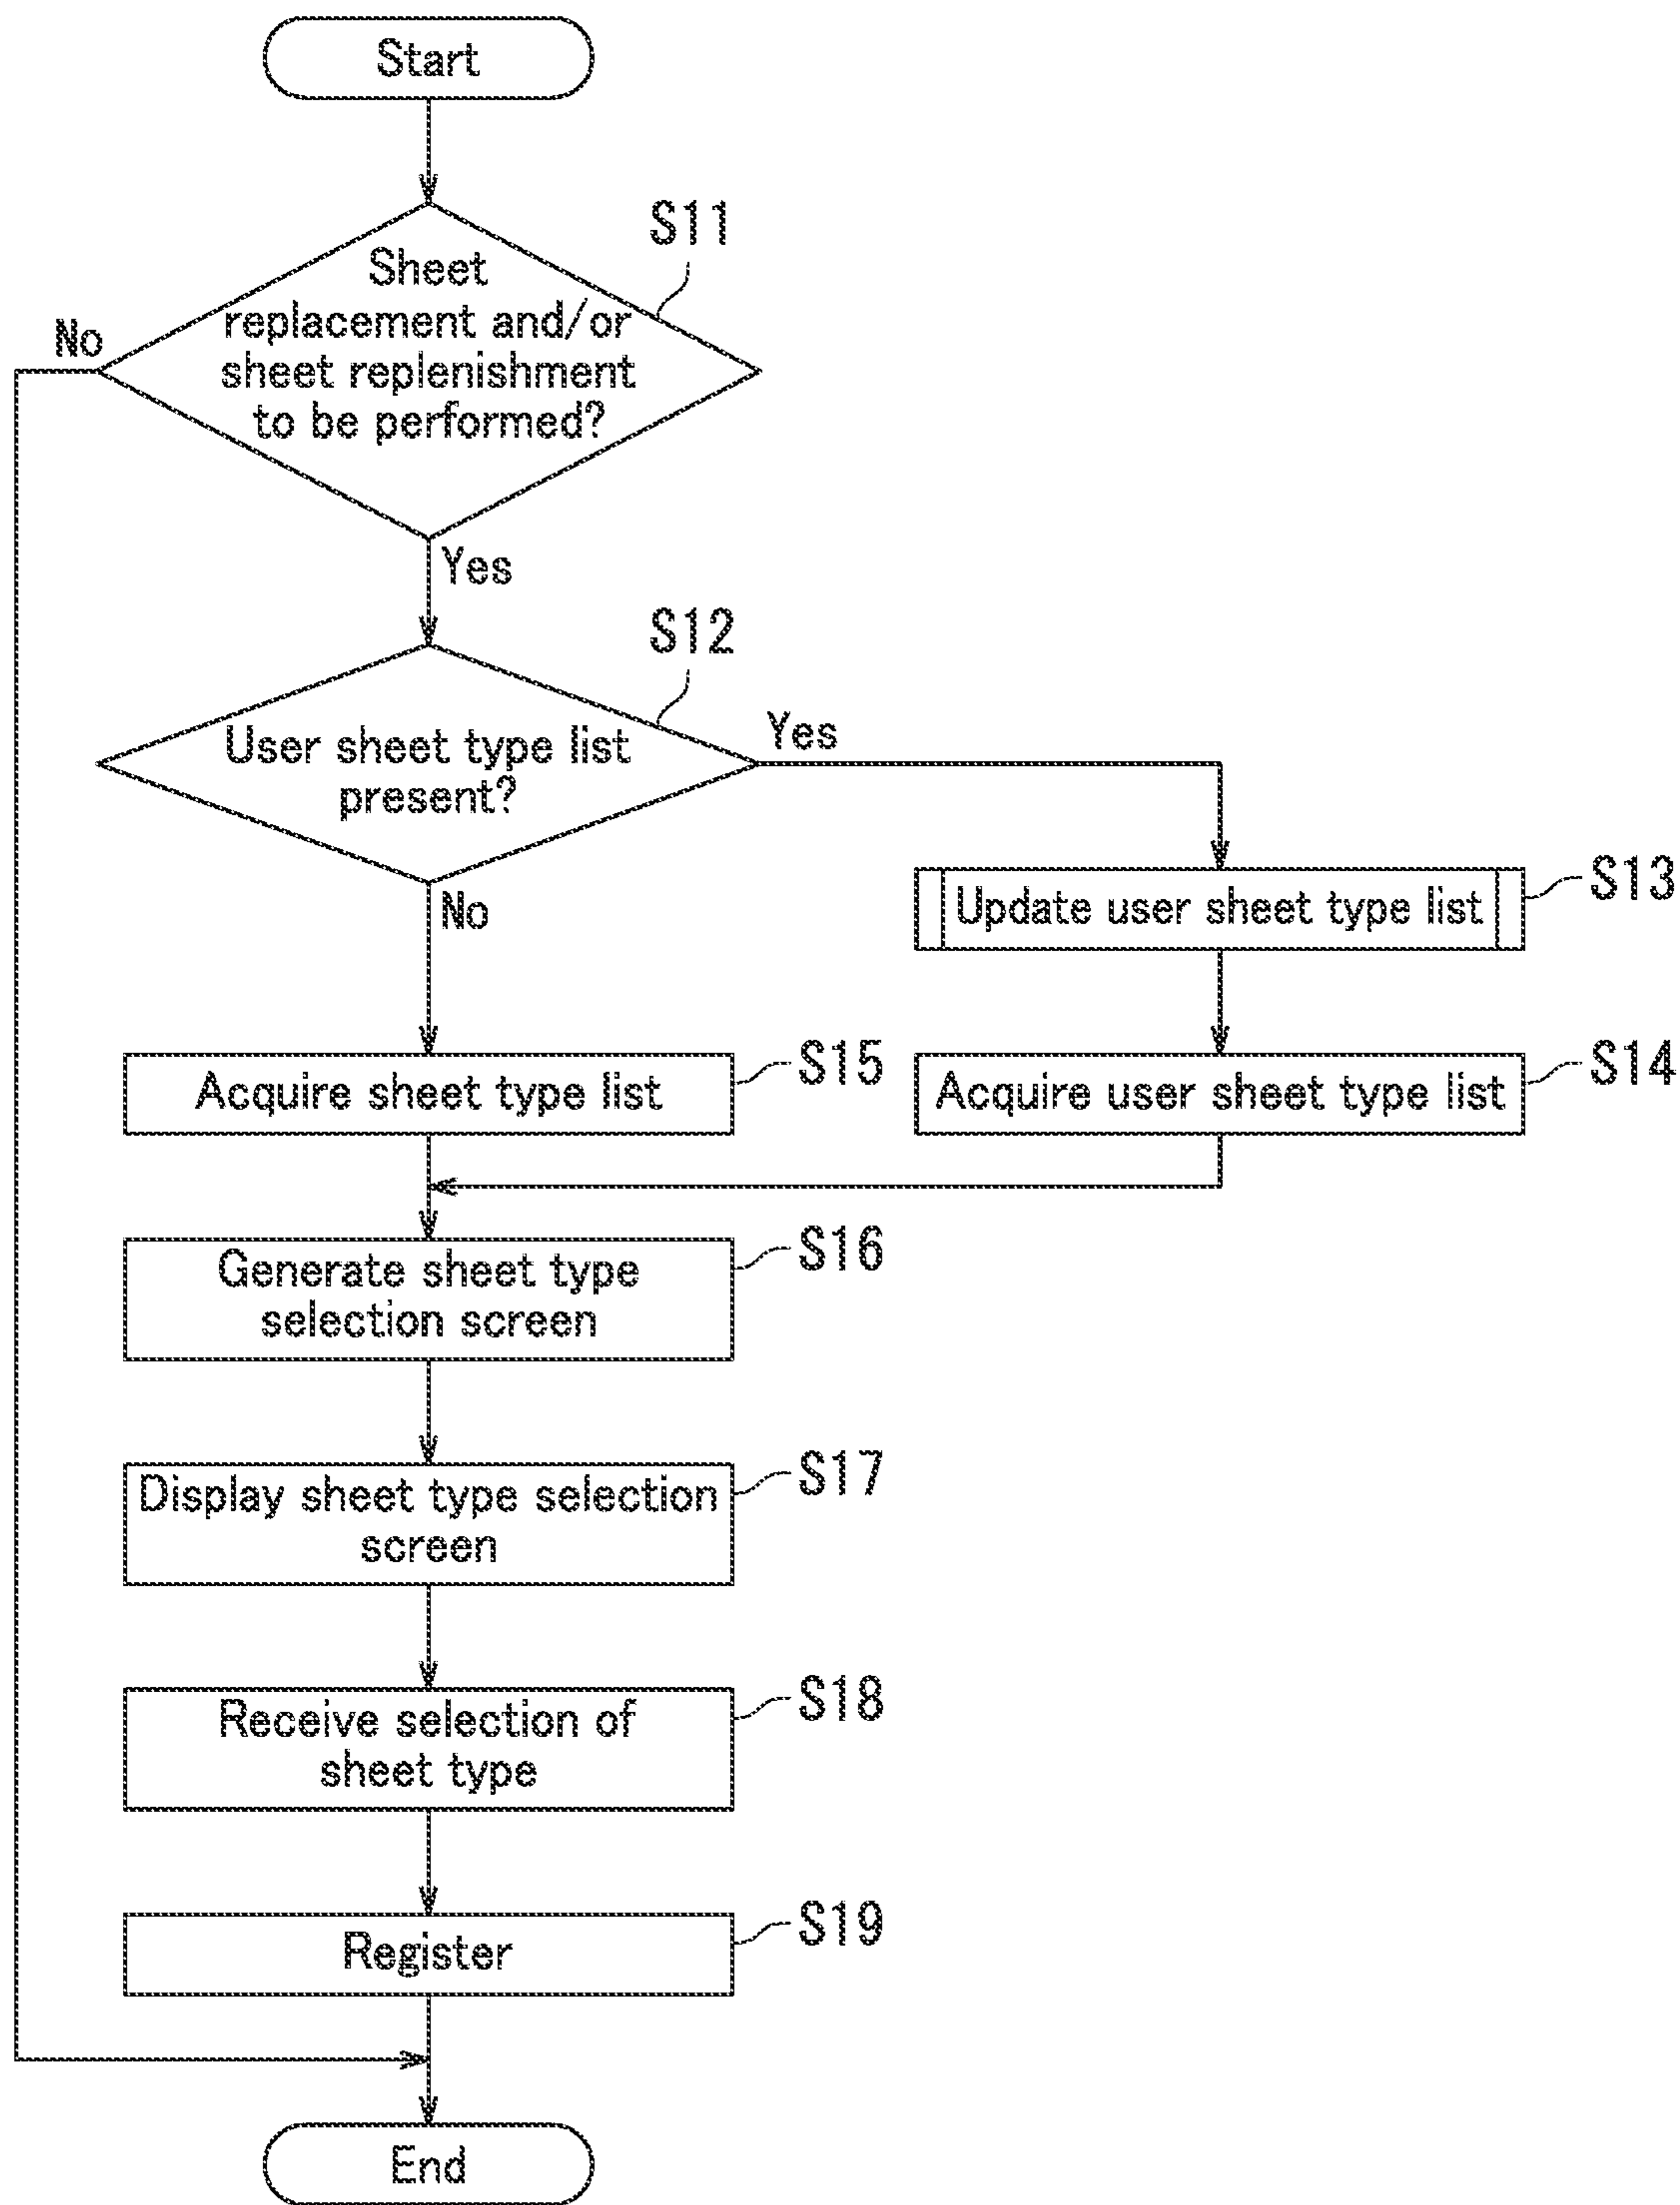 Start
S11
Sheet
replacement and/or
sheet replenishment
to be performed?
No
Yes
S12
User sheet type list
present?
Yes
No
Update user sheet type list
S13
Acquire sheet type list
S15
Acquire user sheet type list
S14
Generate sheet type
selection screen
S16
Display sheet type selection
screen
S17
Receive selection of
sheet type
S18
Register
S19
End